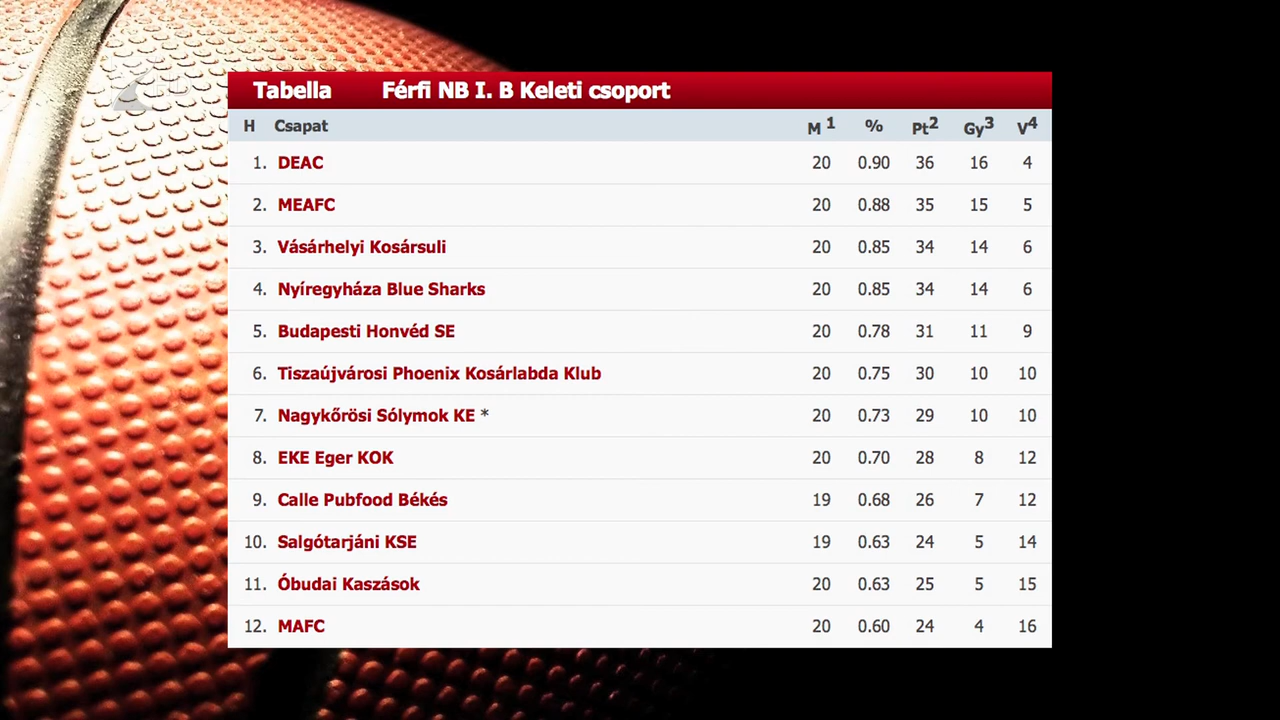 Tabella Férfi NB I. B Keleti csoport
H Csapat M 1 % Pt2 Gy3 V4
1. DEAC 20 0.90 36 16 4
2. MEAFC 20 0.88 35 15 5
3. Vásárhelyi Kosársuli 20 0.85 34 14 6
4. Nyíregyháza Blue Sharks 20 0.85 34 14 6
5. Budapesti Honvéd SE 20 0.78 31 11 9
6. Tiszaújvárosi Phoenix Kosárlabda Klub 20 0.75 30 10 10
7. Nagykőrösi Sólymok KE * 20 0.73 29 10 10
8. EKE Eger KOK 20 0.70 28 8 12
9. Calle Pubfood Békés 19 0.68 26 7 12
10. Salgótarjáni KSE 19 0.63 24 5 14
11. Óbudai Kaszások 20 0.63 25 5 15
12. MAFC 20 0.60 24 4 16